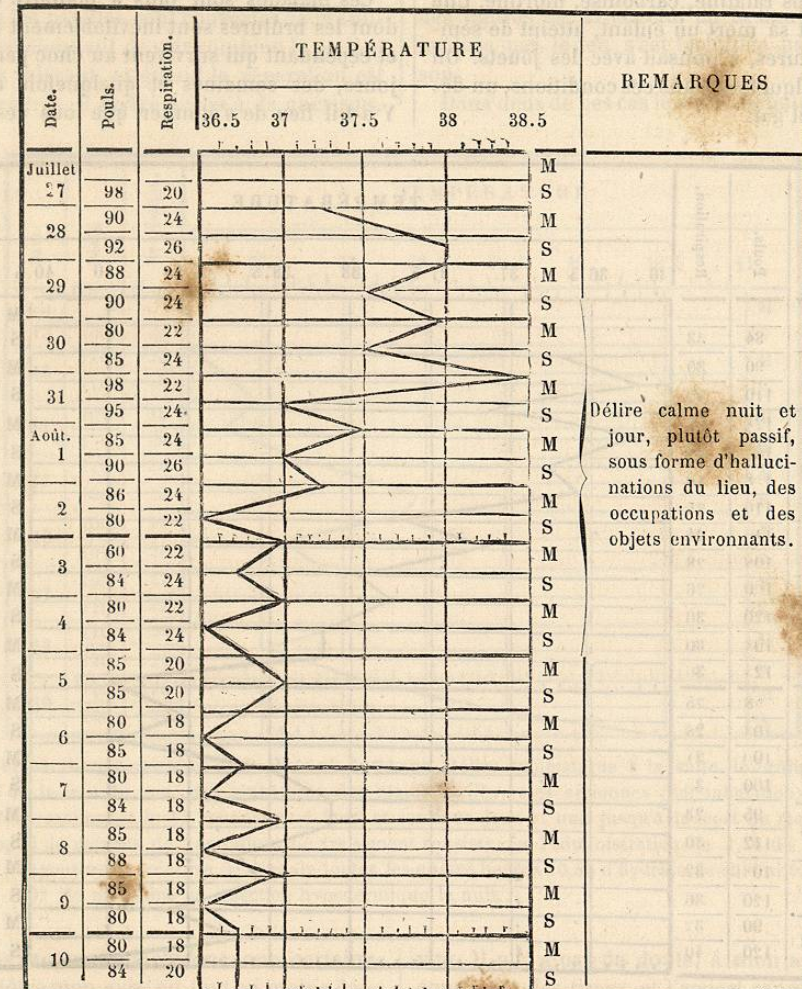 TEMPÉRATURE
REMARQUES
Date. Pouls. Respiration
36.5 37 37.5 38 38.5
Juillet M
27 98 20 S
28 90 24 M
92 26 S
29 88 24 M
90 24 S
30 80 22 M
85 24 S
31 98 22 M
95 24. S
Août.
1 85 24 M
90 26 S
2 86 24 M
80 22 S
3 60 22 M
84 24 S
4 80 22 M
84 24 S
5 85 20 M
85 20 S
6 80 18 M
85 18 S
7 80 18 M
84 18 S
8 85 18 M
88 18 S
9 85 18 M
80 18 S
10 80 18 M
84 20 S
Délire calme nuit et
jour, plutôt passif,
sous forme d'halluci-
nations du lieu, des
occupations et des
objets environnants.